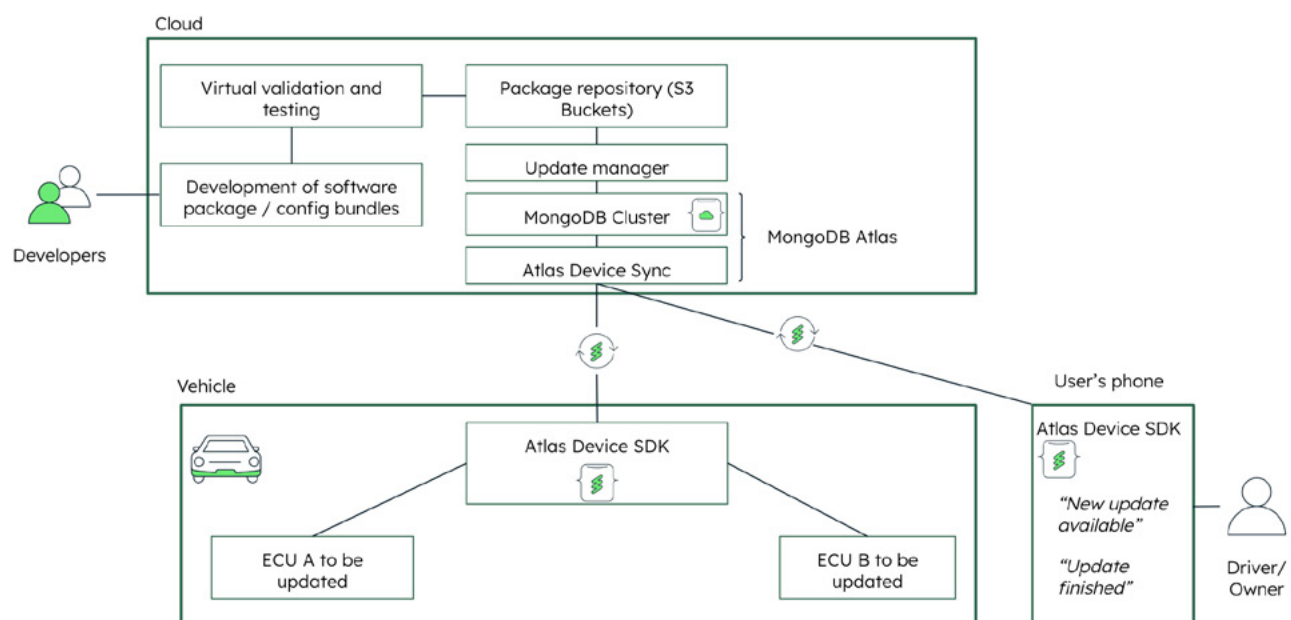 Cloud
Virtual validation and
testing
Package repository (S3
Buckets)
Update manager
Development of software
package / config bundles
MongoDB Cluster
MongoDB Atlas
Atlas Device Sync
Developers
Vehicle
User's phone
Atlas Device SDK
Atlas Device SDK
"New update
available"
"Update
finished"
ECU A to be
updated
ECU B to be
updated
Driver/
Owner